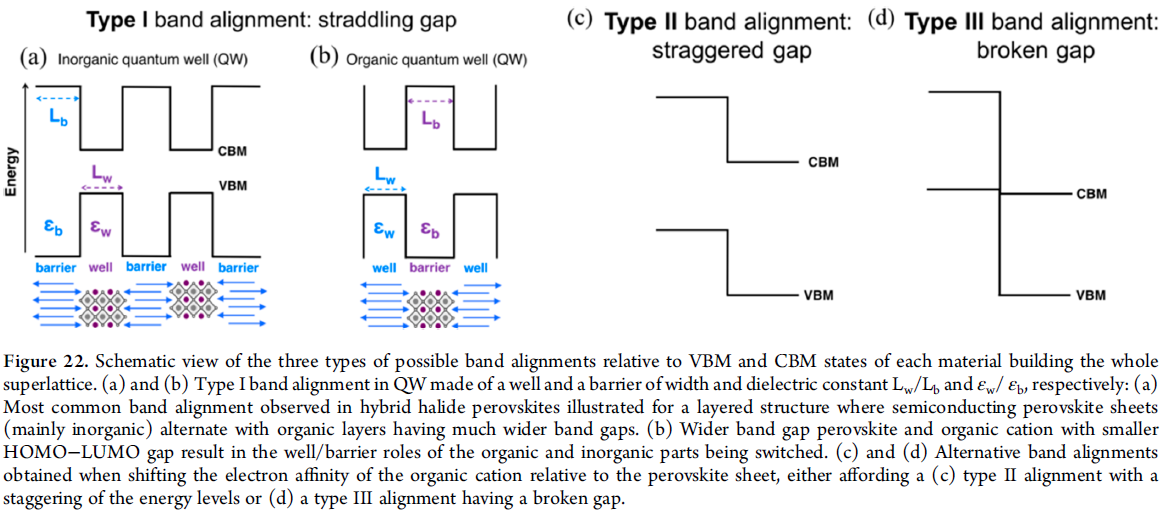 Type I band alignment: straddling gap
(a) Inorganic quantum well (QW)
(b) Organic quantum well (QW)
Energy
L_b
CBM
L_w
VBM
ε_b ε_w
barrier well barrier well barrier
L_b
L_w
ε_w ε_b
well barrier well
(c) Type II band alignment:
straggered gap
CBM
VBM
(d) Type III band alignment:
broken gap
CBM
VBM
Figure 22. Schematic view of the three types of possible band alignments relative to VBM and CBM states of each material building the whole
superlattice. (a) and (b) Type I band alignment in QW made of a well and a barrier of width and dielectric constant L_w/L_b and ε_w/ ε_b, respectively: (a)
Most common band alignment observed in hybrid halide perovskites illustrated for a layered structure where semiconducting perovskite sheets
(mainly inorganic) alternate with organic layers having much wider band gaps. (b) Wider band gap perovskite and organic cation with smaller
HOMO−LUMO gap result in the well/barrier roles of the organic and inorganic parts being switched. (c) and (d) Alternative band alignments
obtained when shifting the electron affinity of the organic cation relative to the perovskite sheet, either affording a (c) type II alignment with a
staggering of the energy levels or (d) a type III alignment having a broken gap.